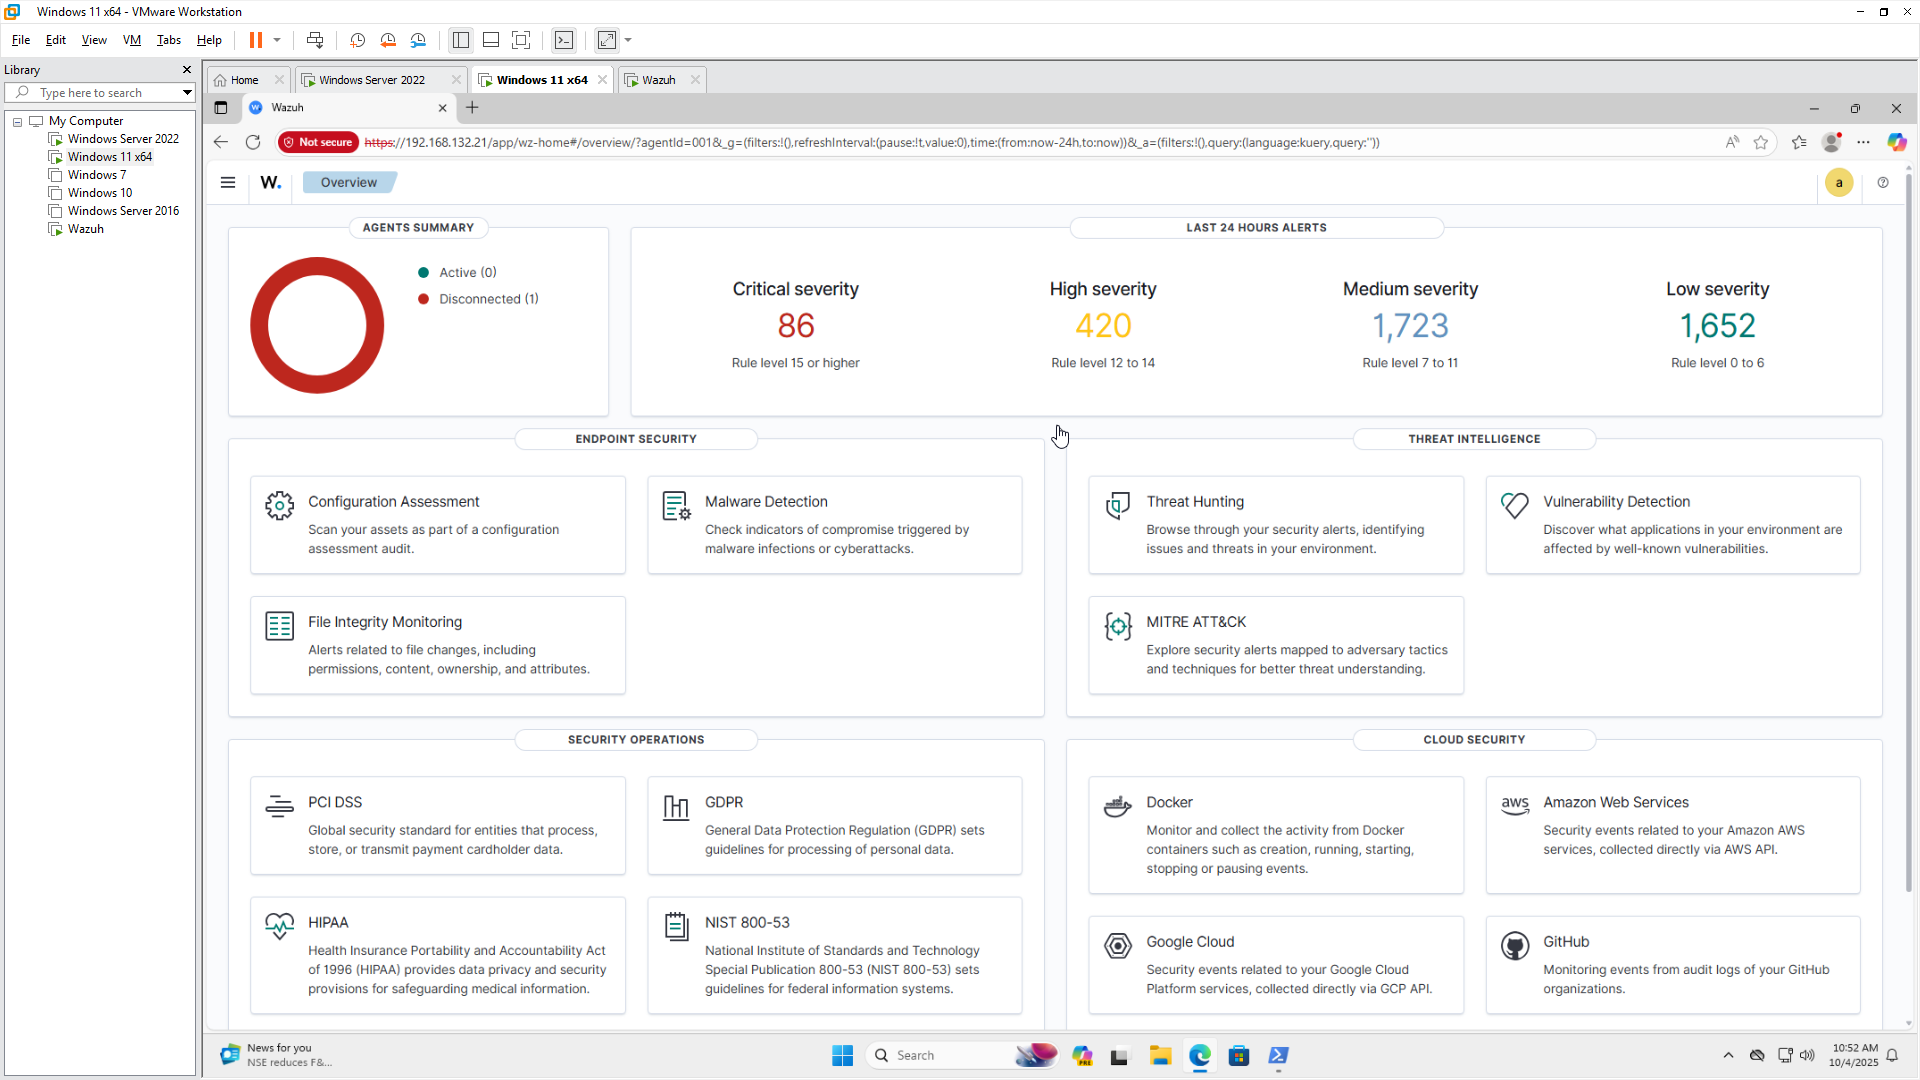 Windows 11 x64 - VMware Workstation
File Edit View VM Tabs Help
Library
Type here to search
My Computer
Windows Server 2022
Windows 11 x64
Windows 7
Windows 10
Windows Server 2016
Wazuh
Home
Windows Server 2022
Windows 11 x64
Wazuh
Wazuh
Not secure https://192.168.132.21/app/wz-home#/overview/?agentId=001&_g=(filters:!(),refreshInterval:(pause:!t,value:0),time:(from:now-24h,to:now))&_a=(filters:!(),query:(language:kuery,query:''))
W. Overview
a
AGENTS SUMMARY
Active (0)
Disconnected (1)
LAST 24 HOURS ALERTS
Critical severity
86
Rule level 15 or higher
High severity
420
Rule level 12 to 14
Medium severity
1,723
Rule level 7 to 11
Low severity
1,652
Rule level 0 to 6
ENDPOINT SECURITY
Configuration Assessment
Scan your assets as part of a configuration
assessment audit.
Malware Detection
Check indicators of compromise triggered by
malware infections or cyberattacks.
File Integrity Monitoring
Alerts related to file changes, including
permissions, content, ownership, and attributes.
THREAT INTELLIGENCE
Threat Hunting
Browse through your security alerts, identifying
issues and threats in your environment.
Vulnerability Detection
Discover what applications in your environment are
affected by well-known vulnerabilities.
MITRE ATT&CK
Explore security alerts mapped to adversary tactics
and techniques for better threat understanding.
SECURITY OPERATIONS
PCI DSS
Global security standard for entities that process,
store, or transmit payment cardholder data.
GDPR
General Data Protection Regulation (GDPR) sets
guidelines for processing of personal data.
HIPAA
Health Insurance Portability and Accountability Act
of 1996 (HIPAA) provides data privacy and security
provisions for safeguarding medical information.
NIST 800-53
National Institute of Standards and Technology
Special Publication 800-53 (NIST 800-53) sets
guidelines for federal information systems.
CLOUD SECURITY
Docker
Monitor and collect the activity from Docker
containers such as creation, running, starting,
stopping or pausing events.
aws
Amazon Web Services
Security events related to your Amazon AWS
services, collected directly via AWS API.
Google Cloud
Security events related to your Google Cloud
Platform services, collected directly via GCP API.
GitHub
Monitoring events from audit logs of your GitHub
organizations.
News for you
NSE reduces F&...
Search
PRE
10:52 AM
10/4/2025